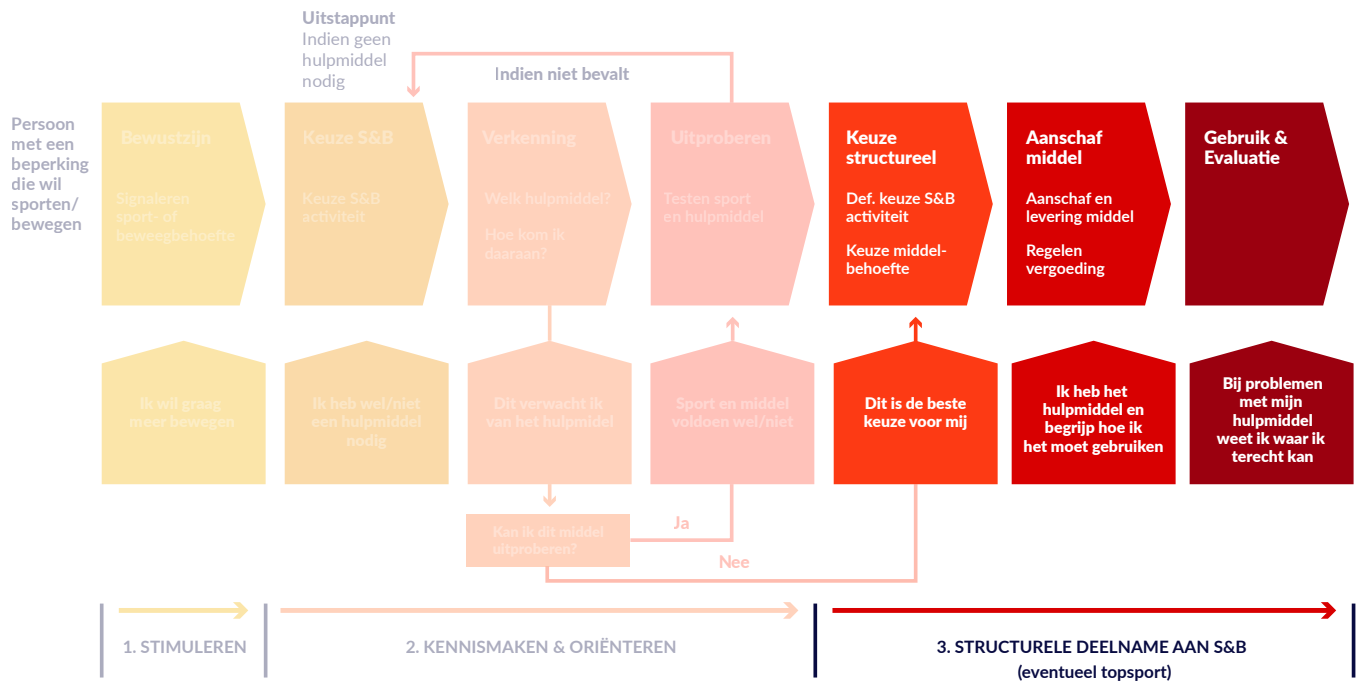 Uitstappunt
Indien geen
hulpmiddel
nodig
Indien niet bevalt
Persoon
met een
beperking
die wil
sporten/
bewegen
Bewustzijn
Signaleren
sport- of
beweegbehoefte
Keuze S&B
Keuze S&B
activiteit
Verkenning
Welk hulpmiddel?
Hoe kom ik
daaraan?
Uitproberen
Testen sport
en hulpmiddel
Keuze
structureel
Def. keuze S&B
activiteit
Keuze middel-
behoefte
Aanschaf
middel
Aanschaf en
levering middel
Regelen
vergoeding
Gebruik &
Evaluatie
Ik wil graag
meer bewegen
Ik heb wel/niet
een hulpmiddel
nodig
Dit verwacht ik
van het hulpmidel
Sport en middel
voldoen wel/niet
Dit is de beste
keuze voor mij
Ik heb het
hulpmiddel en
begrijp hoe ik
het moet gebruiken
Bij problemen
met mijn
hulpmiddel
weet ik waar ik
terecht kan
Kan ik dit middel
uitproberen?
Ja
Nee
1. STIMULEREN
2. KENNISMAKEN & ORIËNTEREN
3. STRUCTURELE DEELNAME AAN S&B
(eventueel topsport)